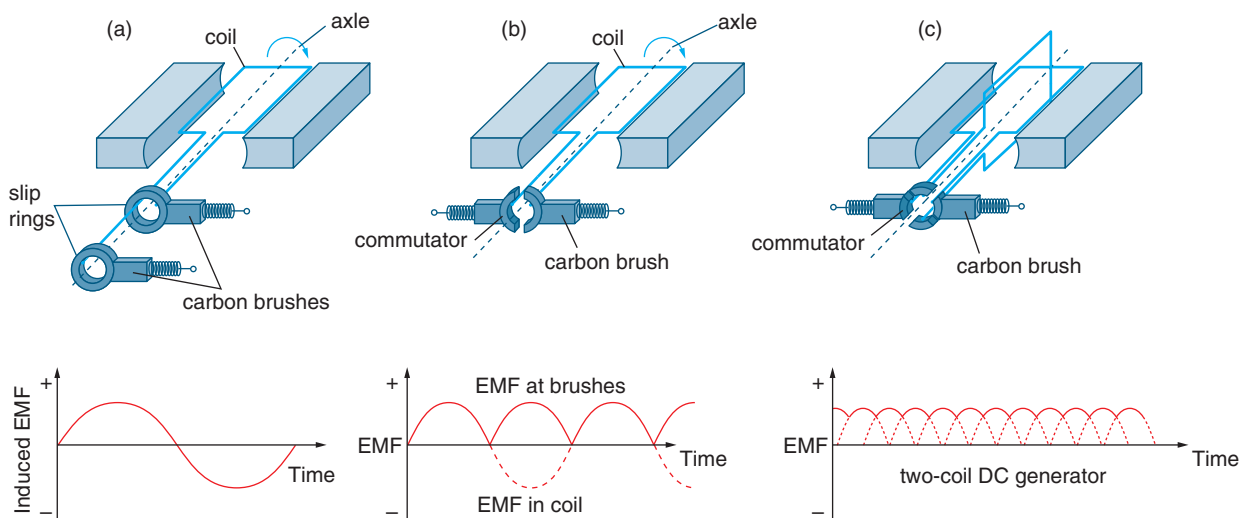 (a)
axle
coil
slip
rings
carbon brushes
(b)
axle
coil
commutator
carbon brush
(c)
commutator
carbon brush
+
Induced EMF
Time
–
+
EMF at brushes
EMF
Time
EMF in coil
–
+
EMF
Time
two-coil DC generator
–